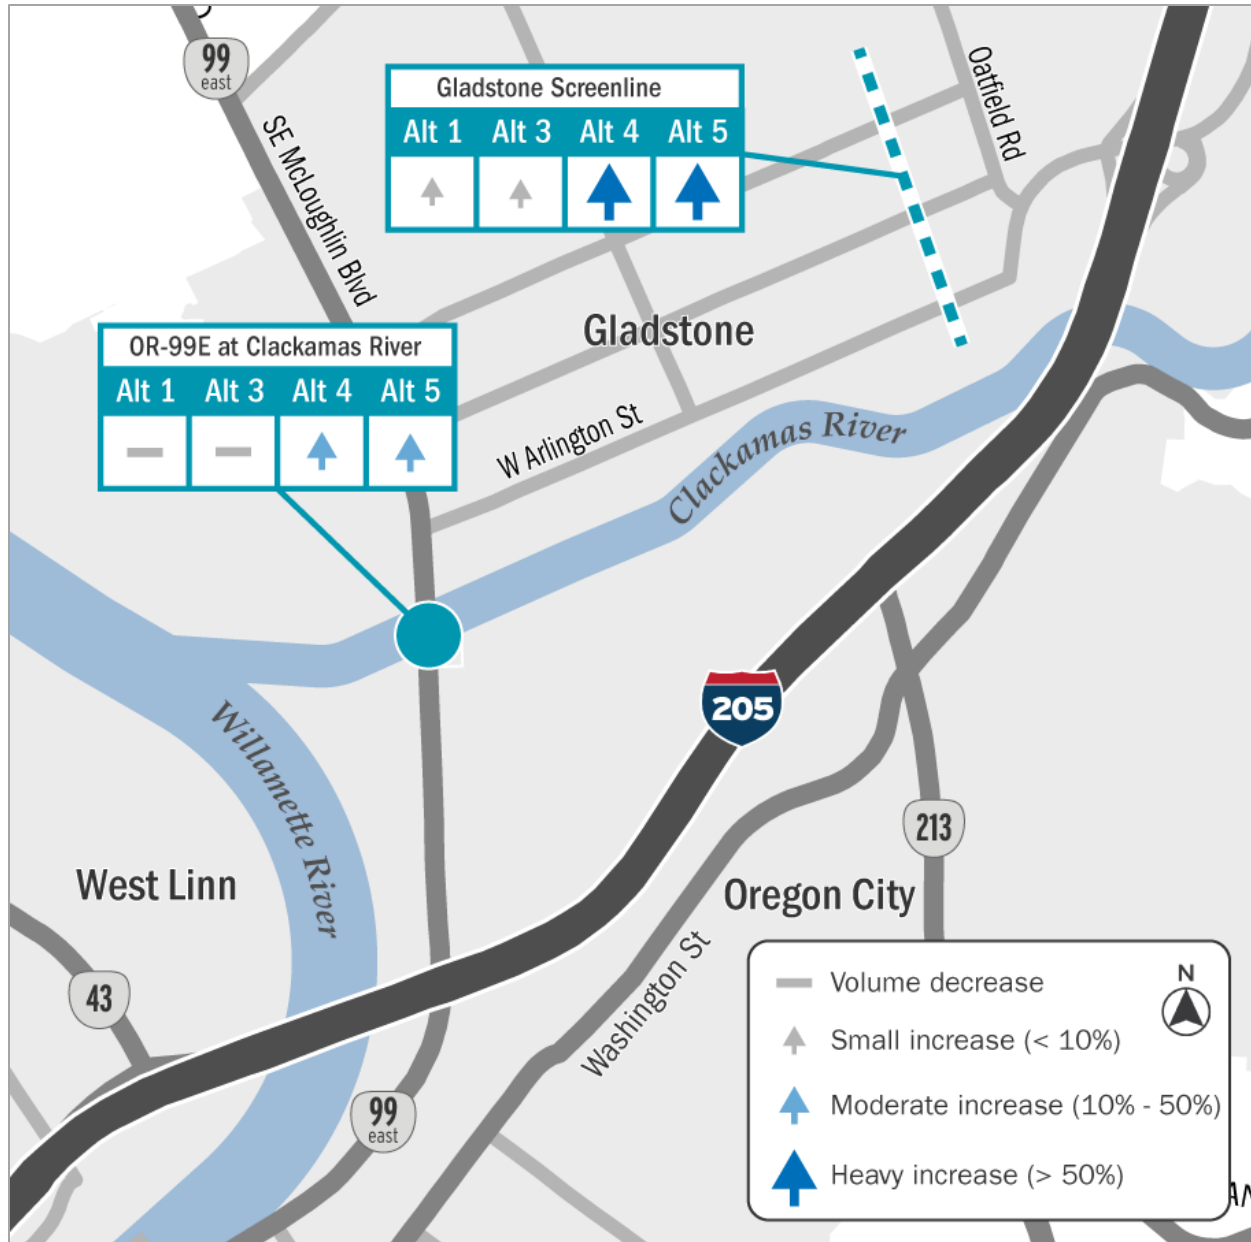 99
east
SE McLoughlin Blvd
Gladstone Screenline
Alt 1 Alt 3 Alt 4 Alt 5
Oatfield Rd
OR-99E at Clackamas River
Alt 1 Alt 3 Alt 4 Alt 5
Gladstone
W Arlington St
Clackamas River
Willamette River
205
213
West Linn
Oregon City
Washington St
43
99
east
N
Volume decrease
Small increase (< 10%)
Moderate increase (10% - 50%)
Heavy increase (> 50%)